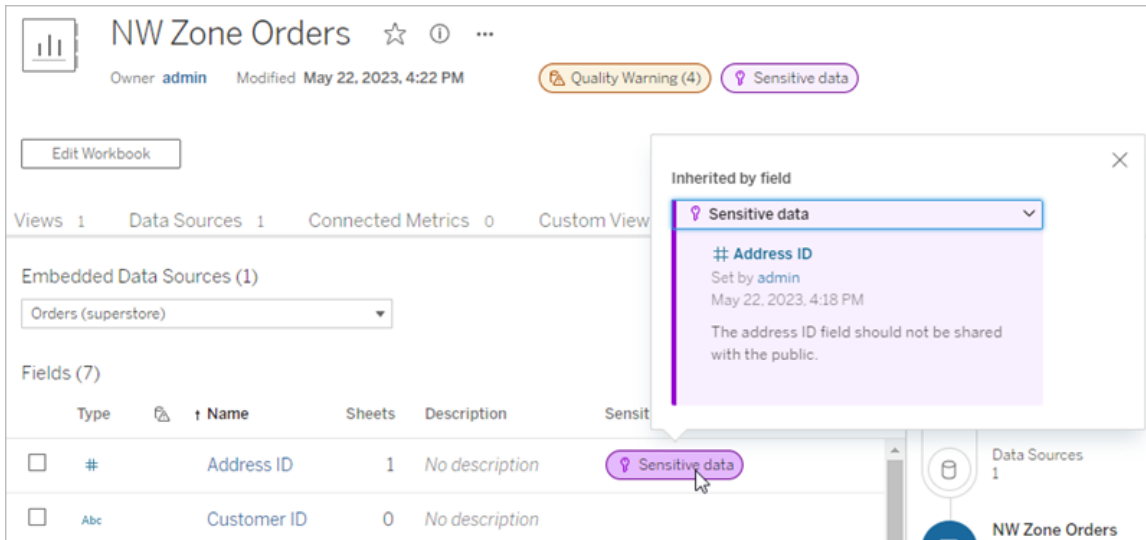 NW Zone Orders
Owner admin Modified May 22, 2023, 4:22 PM
Quality Warning (4)
Sensitive data
Edit Workbook
Views 1 Data Sources 1 Connected Metrics 0 Custom View
Embedded Data Sources (1)
Orders (superstore)
Fields (7)
Type Name Sheets Description Sensit
# Address ID 1 No description Sensitive data
Abc Customer ID 0 No description
Inherited by field
Sensitive data
# Address ID
Set by admin
May 22, 2023, 4:18 PM
The address ID field should not be shared
with the public.
Data Sources
1
NW Zone Orders